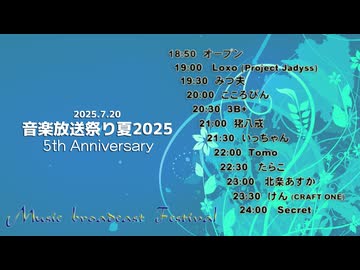 2025.7.20
音楽放送祭り夏2025
5th Anniversary
18:50 オープン
19:00 Loxo (Project Jadyss)
19:30 みつ夫
20:00 こころぴん
20:30 3B+
21:00 猪八戒
21:30 いっちゃん
22:00 Tomo
22:30 たらこ
23:00 北条あすか
23:30 けん (CRAFT ONE)
24:00 Secret
Music broadcast Festival